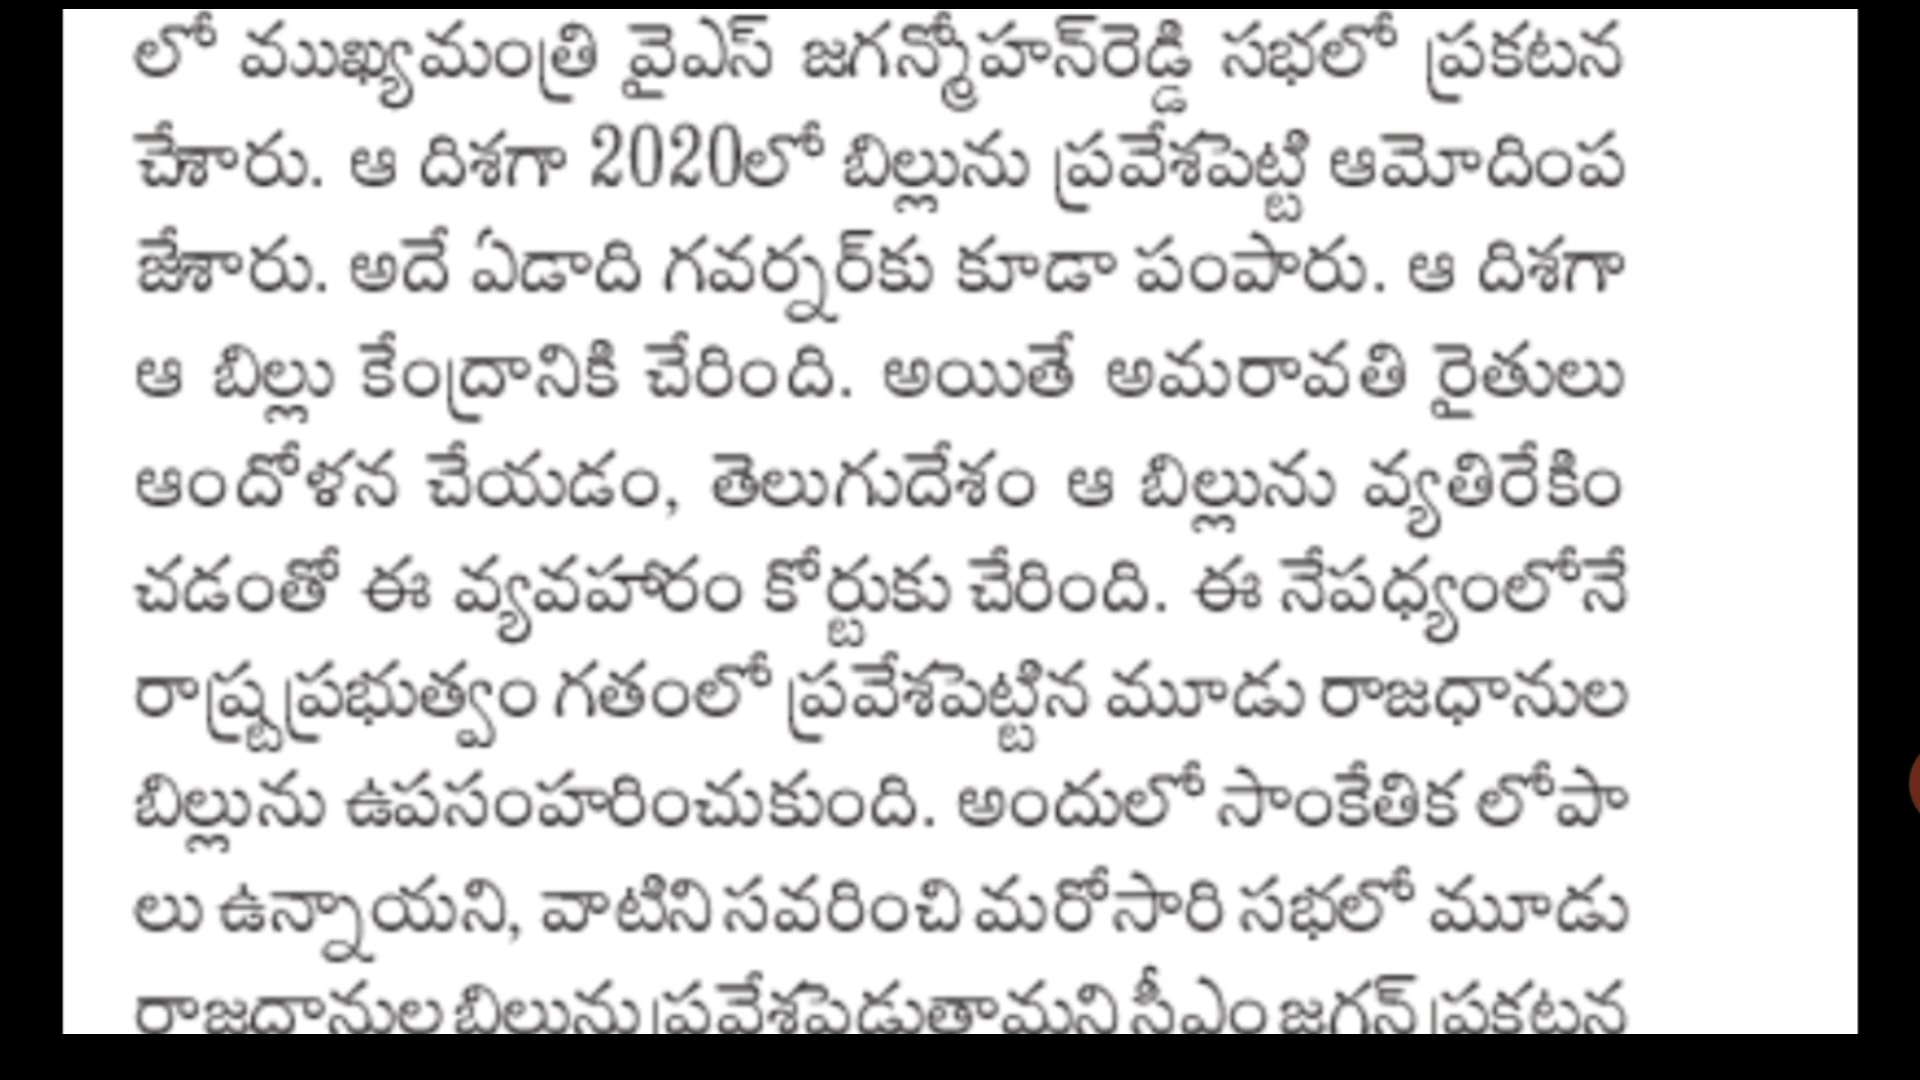 లో ముఖ్యమంత్రి వైఎస్ జగన్మోహన్‌రెడ్డి సభలో ప్రకటన
చేశారు. ఆ దిశగా 2020లో బిల్లును ప్రవేశపెట్టి ఆమోదింప
జేశారు. అదే ఏడాది గవర్నర్‌కు కూడా పంపారు. ఆ దిశగా
ఆ బిల్లు కేంద్రానికి చేరింది. అయితే అమరావతి రైతులు
ఆందోళన చేయడం, తెలుగుదేశం ఆ బిల్లును వ్యతిరేకిం
చడంతో ఈ వ్యవహారం కోర్టుకు చేరింది. ఈ నేపధ్యంలోనే
రాష్ట్రప్రభుత్వం గతంలో ప్రవేశపెట్టిన మూడు రాజధానుల
బిల్లును ఉపసంహరించుకుంది. అందులో సాంకేతిక లోపా
లు ఉన్నాయని, వాటిని సవరించి మరోసారి సభలో మూడు
రాజధానుల బిల్లును ప్రవేశపెడుతామని సీఎం జగన్ ప్రకటన